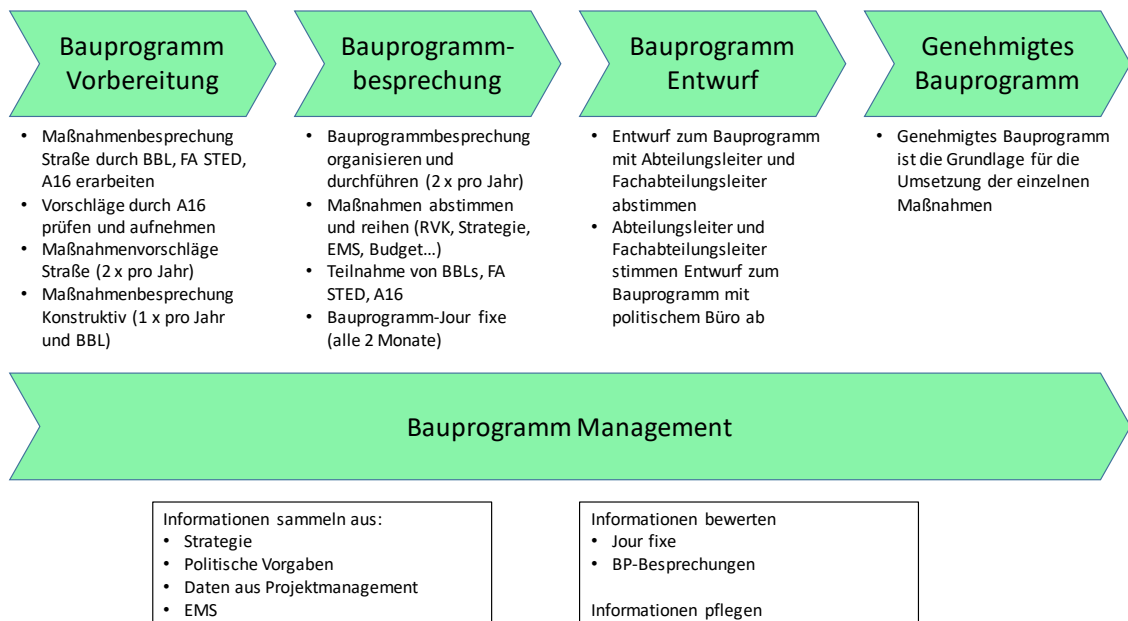 Bauprogramm
Vorbereitung
• Maßnahmenbesprechung
Straße durch BBL, FA STED,
A16 erarbeiten
• Vorschläge durch A16
prüfen und aufnehmen
• Maßnahmenvorschläge
Straße (2 x pro Jahr)
• Maßnahmenbesprechung
Konstruktiv (1 x pro Jahr
und BBL)
Bauprogramm-
besprechung
• Bauprogrammbesprechung
organisieren und
durchführen (2 x pro Jahr)
• Maßnahmen abstimmen
und reihen (RVK, Strategie,
EMS, Budget…)
• Teilnahme von BBLs, FA
STED, A16
• Bauprogramm-Jour fixe
(alle 2 Monate)
Bauprogramm
Entwurf
• Entwurf zum Bauprogramm
mit Abteilungsleiter und
Fachabteilungsleiter
abstimmen
• Abteilungsleiter und
Fachabteilungsleiter
stimmen Entwurf zum
Bauprogramm mit
politischem Büro ab
Genehmigtes
Bauprogramm
• Genehmigtes Bauprogramm
ist die Grundlage für die
Umsetzung der einzelnen
Maßnahmen
Bauprogramm Management
Informationen sammeln aus:
• Strategie
• Politische Vorgaben
• Daten aus Projektmanagement
• EMS
Informationen bewerten
• Jour fixe
• BP-Besprechungen
Informationen pflegen